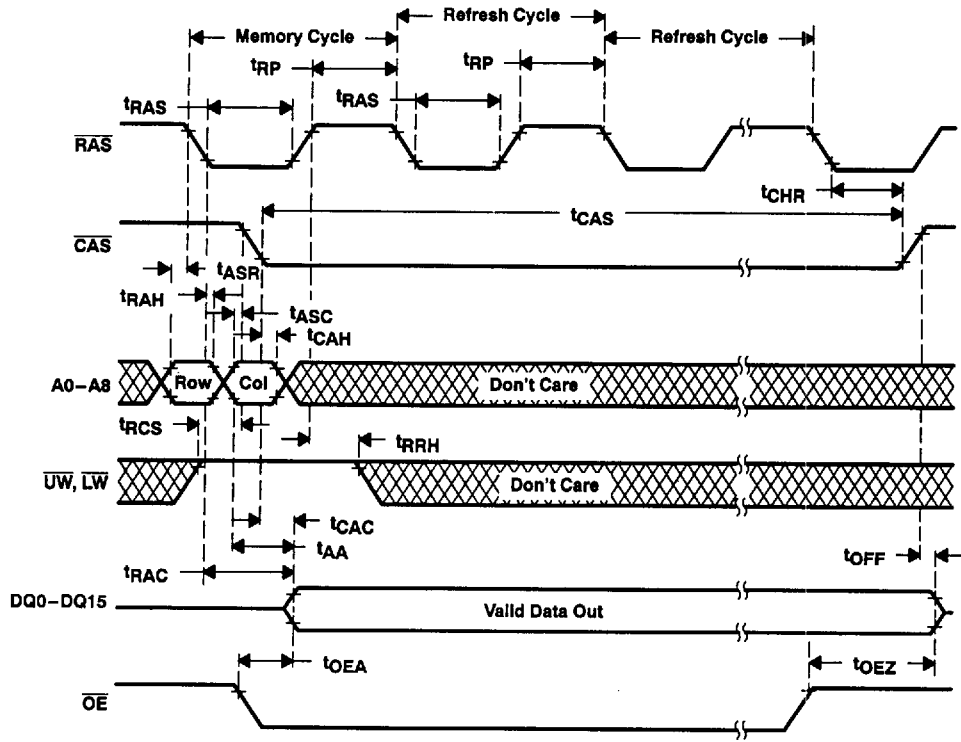 Refresh Cycle
Memory Cycle
Refresh Cycle
tRP
tRP
tRAS
tRAS
RAS
tCHR
tCAS
CAS
tASR
tRAH
tASC
tCAH
A0–A8
Row
Col
Don't Care
tRCS
tRRH
UW, LW
Don't Care
tCAC
tAA
tOFF
tRAC
DQ0–DQ15
Valid Data Out
tOEA
tOEZ
OE